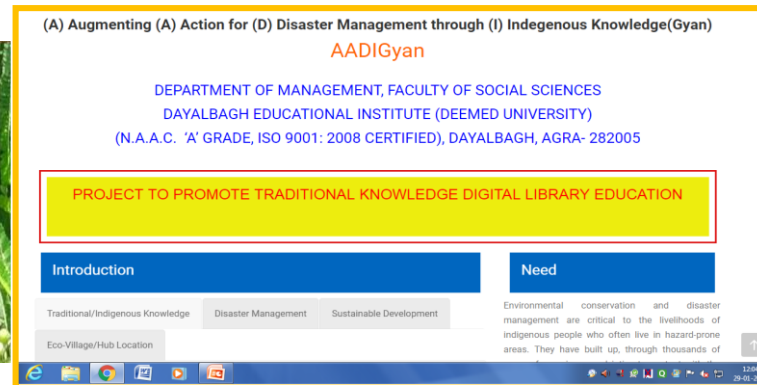 (A) Augmenting (A) Action for (D) Disaster Management through (I) Indegenous Knowledge(Gyan)
AADIGyan
DEPARTMENT OF MANAGEMENT, FACULTY OF SOCIAL SCIENCES
DAYALBAGH EDUCATIONAL INSTITUTE (DEEMED UNIVERSITY)
(N.A.A.C. 'A' GRADE, ISO 9001: 2008 CERTIFIED), DAYALBAGH, AGRA- 282005
PROJECT TO PROMOTE TRADITIONAL KNOWLEDGE DIGITAL LIBRARY EDUCATION
Introduction
Traditional/Indigenous Knowledge
Disaster Management
Sustainable Development
Eco-Village/Hub Location
Need
Environmental conservation and disaster
management are critical to the livelihoods of
indigenous people who often live in hazard-prone
areas. They have built up, through thousands of